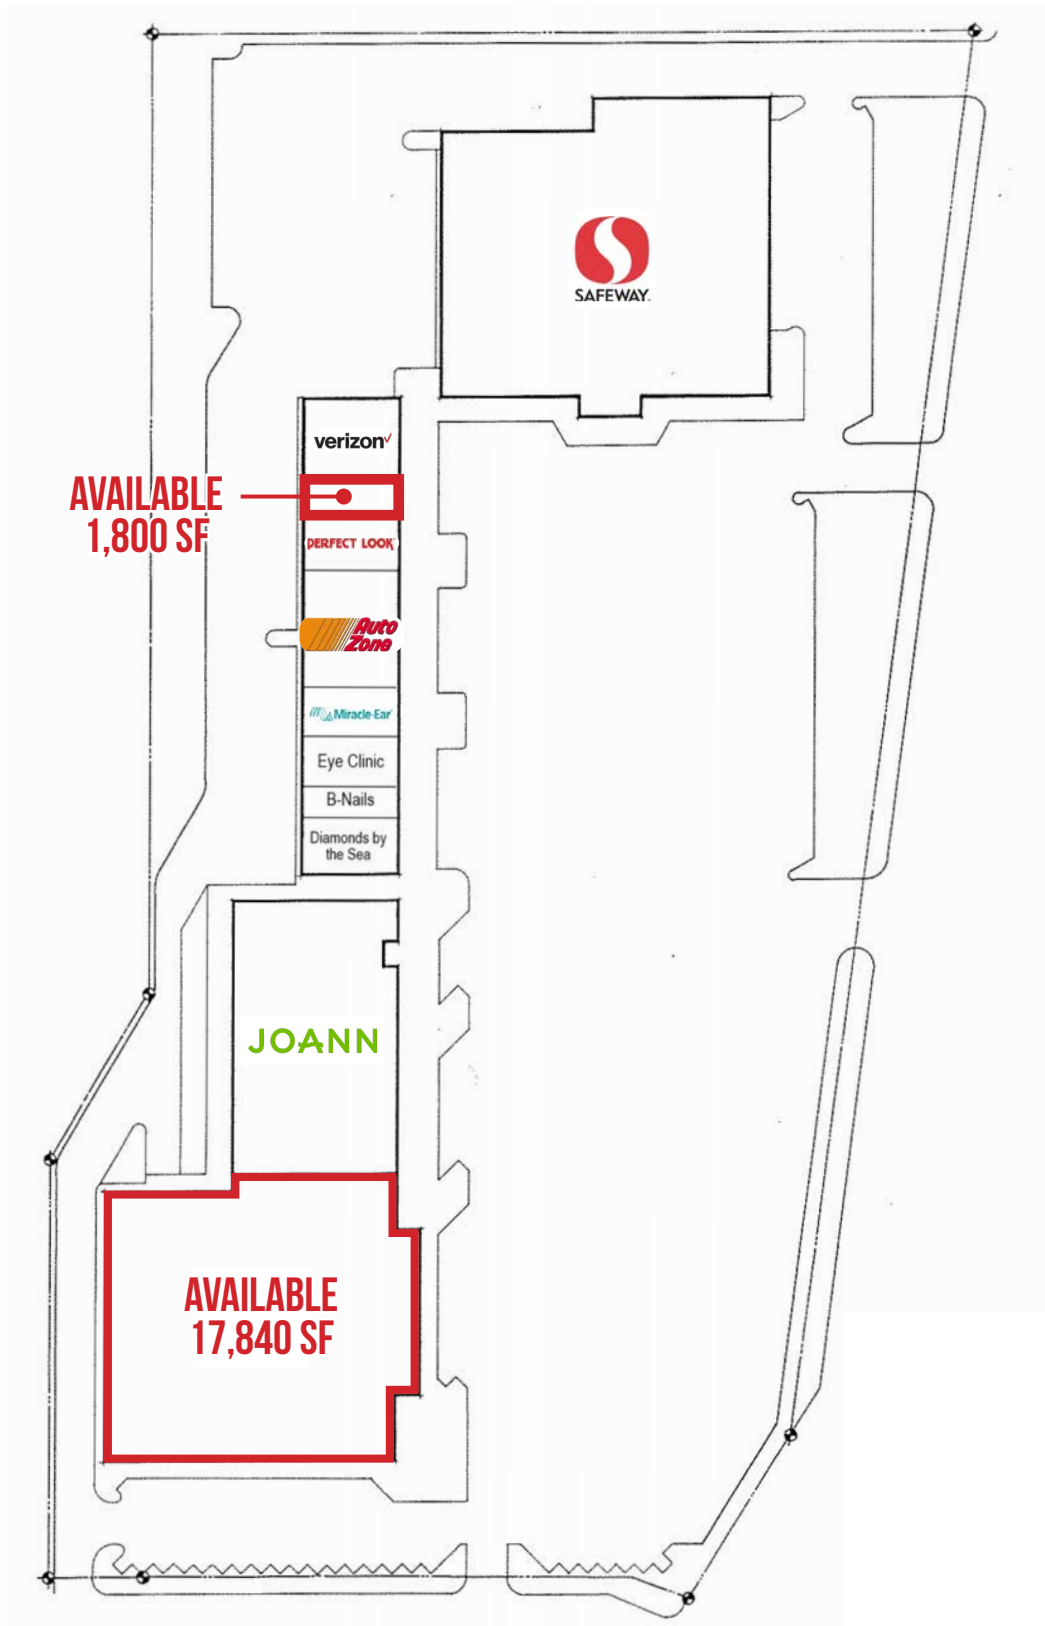 SAFEWAY
verizon
AVAILABLE
1,800 SF
PERFECT LOOK
Auto
Zone
Miracle-Ear
Eye Clinic
B-Nails
Diamonds by
the Sea
JOANN
AVAILABLE
17,840 SF